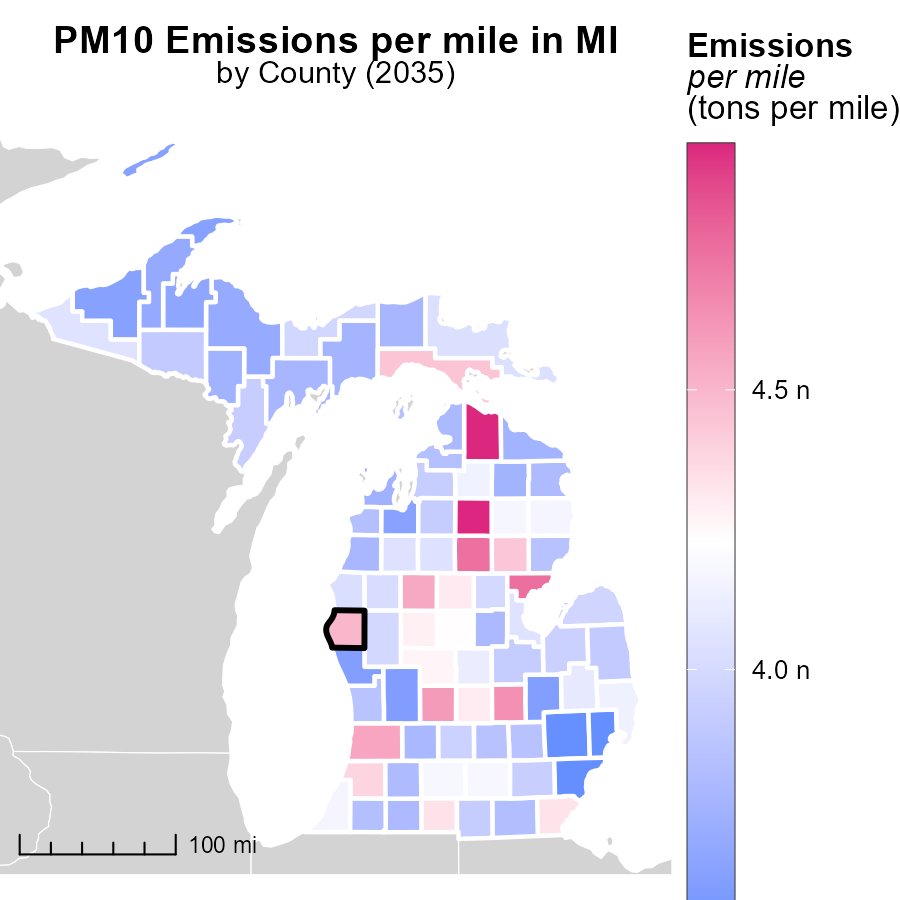 PM10 Emissions per mile in MI
by County (2035)
Emissions
per mile
(tons per mile)
4.5 n
4.0 n
100 mi